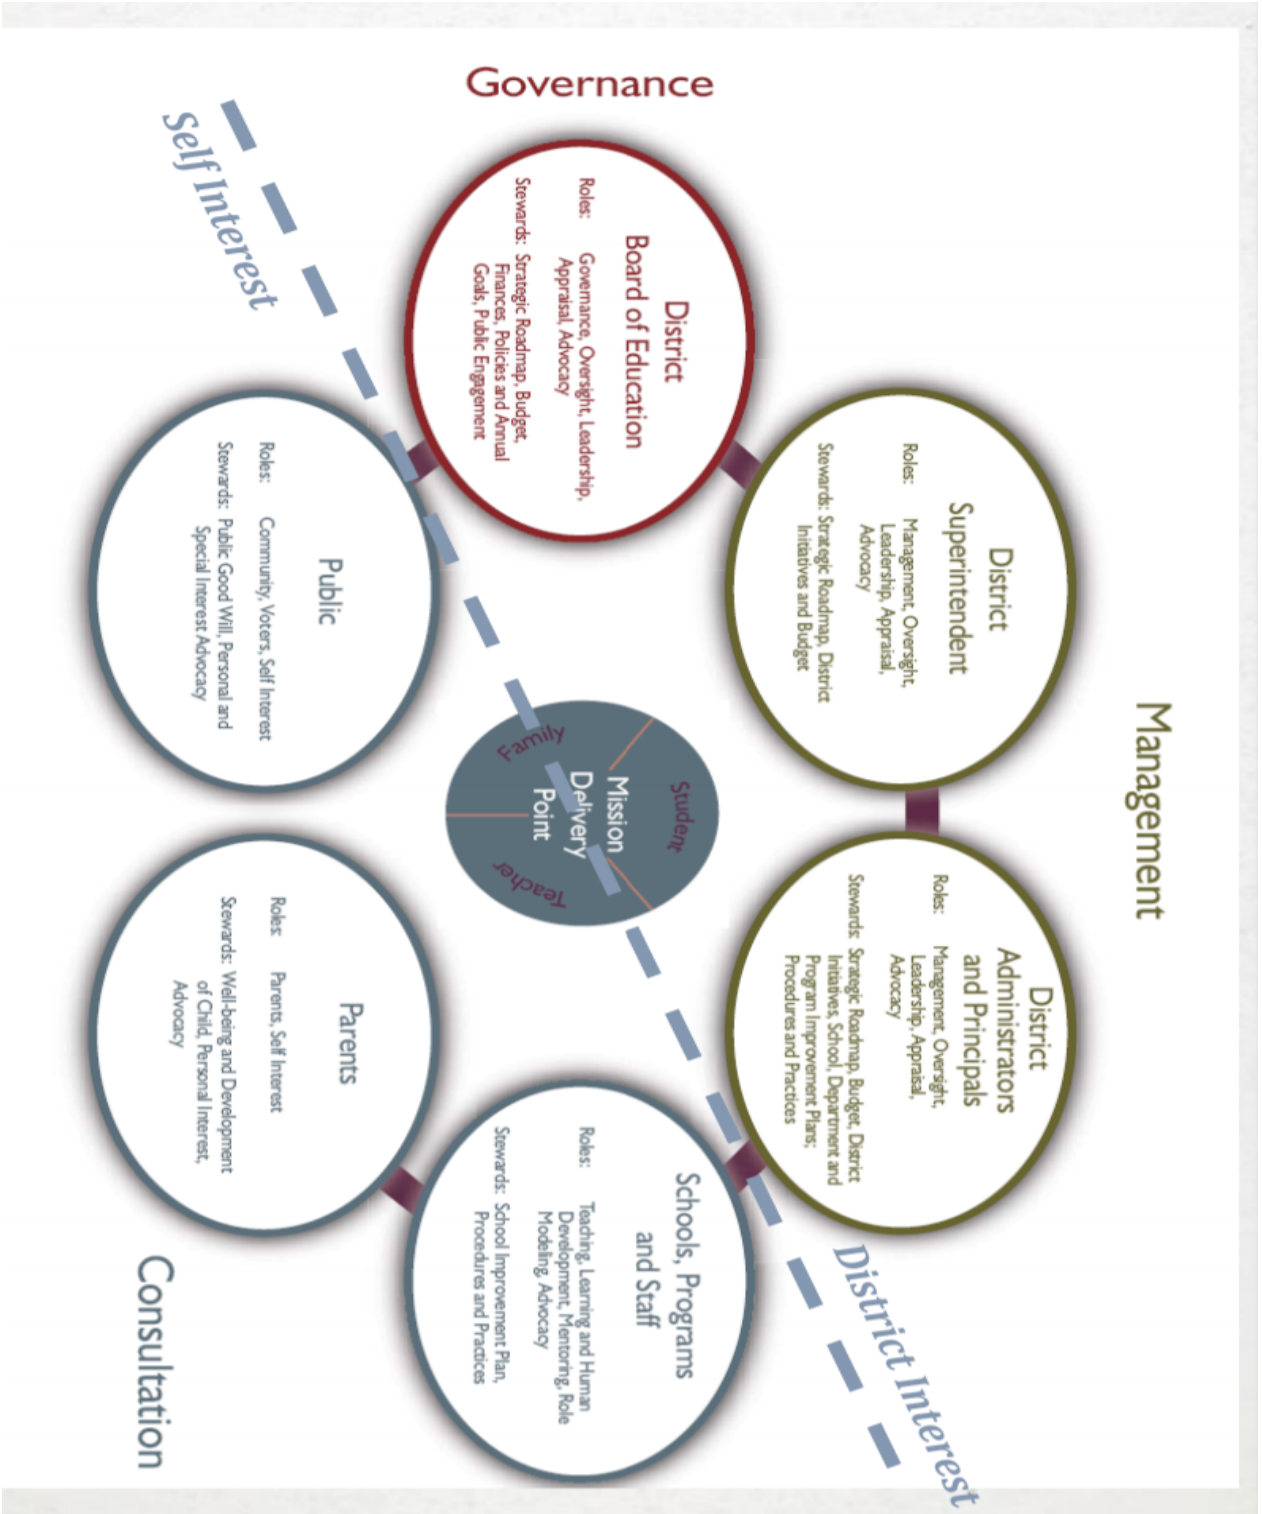 Governance
Self Interest
District
Board of Education
Roles: Governance, Oversight, Leadership,
Appraisal, Advocacy
Stewards: Strategic Roadmap, Budget,
Finances, Policies and Annual
Goals, Public Engagement
Management
District
Superintendent
Roles: Management, Oversight,
Leadership, Appraisal,
Advocacy
Stewards: Strategic Roadmap, District
Initiatives and Budget
District
Administrators
and Principals
Roles: Management, Oversight,
Leadership, Appraisal,
Advocacy
Stewards: Strategic Roadmap, Budget, District
Initiatives, School, Department and
Program Improvement Plans;
Procedures and Practices
District Interest
Schools, Programs
and Staff
Roles: Teaching, Learning and Human
Development, Mentoring, Role
Modeling, Advocacy
Stewards: School Improvement Plan,
Procedures and Practices
Consultation
Parents
Roles: Parents, Self Interest
Stewards: Well-being and Development
of Child, Personal Interest,
Advocacy
Public
Roles: Community, Voters, Self Interest
Stewards: Public Good Will, Personal and
Special Interest Advocacy
Student
Family
Teacher
Mission
Delivery
Point